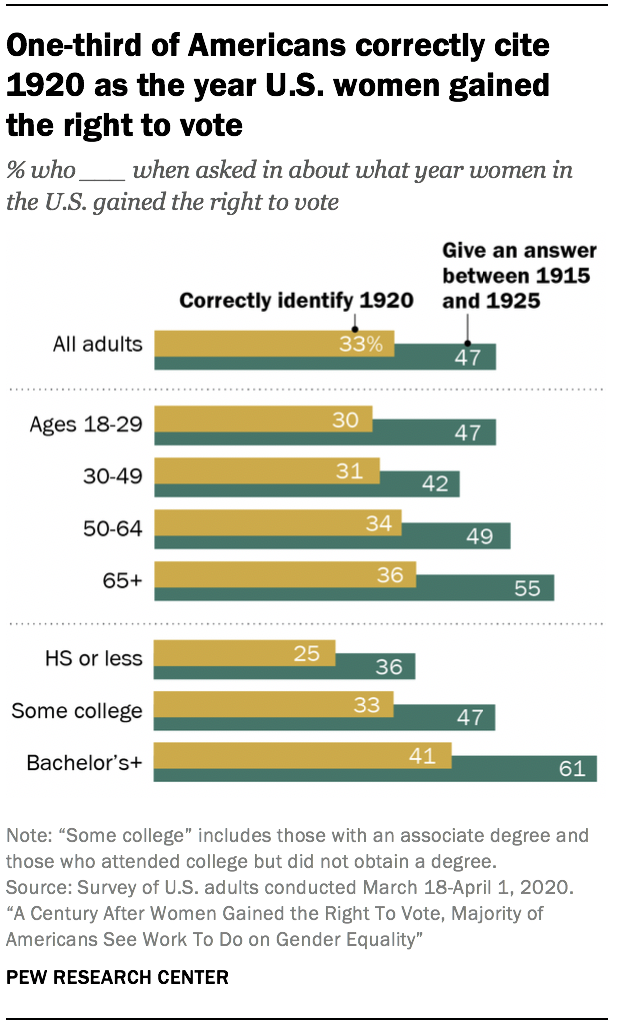 One-third of Americans correctly cite
1920 as the year U.S. women gained
the right to vote
% who ___ when asked in about what year women in
the U.S. gained the right to vote
Give an answer
between 1915
and 1925
Correctly identify 1920
All adults 33% 47
Ages 18-29 30 47
30-49 31 42
50-64 34 49
65+ 36 55
HS or less 25 36
Some college 33 47
Bachelor’s+ 41 61
Note: “Some college” includes those with an associate degree and
those who attended college but did not obtain a degree.
Source: Survey of U.S. adults conducted March 18-April 1, 2020.
“A Century After Women Gained the Right To Vote, Majority of
Americans See Work To Do on Gender Equality”
PEW RESEARCH CENTER